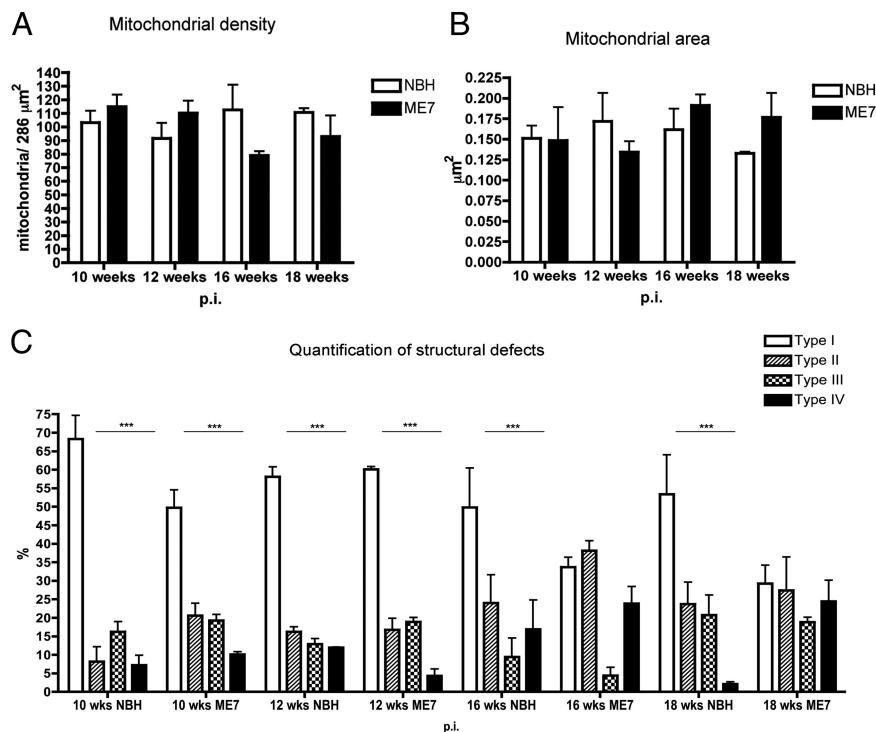 A
Mitochondrial density
mitochondria/ 286 µm²
140
130
120
110
100
90
80
70
60
50
40
30
20
10
0
10 weeks 12 weeks 16 weeks 18 weeks
p.i.
NBH
ME7
B
Mitochondrial area
µm²
0.225
0.200
0.175
0.150
0.125
0.100
0.075
0.050
0.025
0.000
10 weeks 12 weeks 16 weeks 18 weeks
p.i.
NBH
ME7
C
Quantification of structural defects
Type I
Type II
Type III
Type IV
%
75
70
65
60
55
50
45
40
35
30
25
20
15
10
5
0
*** *** *** *** *** ***
10 wks NBH 10 wks ME7 12 wks NBH 12 wks ME7 16 wks NBH 16 wks ME7 18 wks NBH 18 wks ME7
p.i.